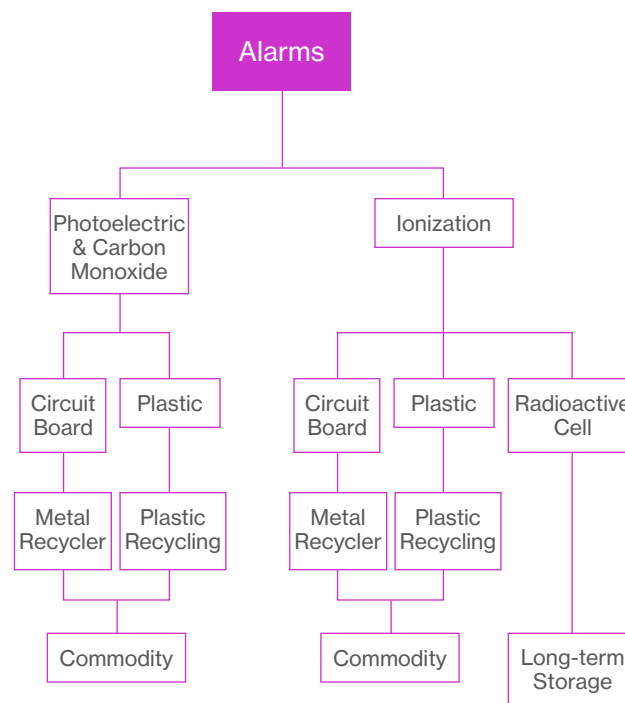 Alarms
Photoelectric
& Carbon
Monoxide
Ionization
Circuit
Board
Plastic
Circuit
Board
Plastic
Radioactive
Cell
Metal
Recycler
Plastic
Recycling
Metal
Recycler
Plastic
Recycling
Commodity
Commodity
Long-term
Storage